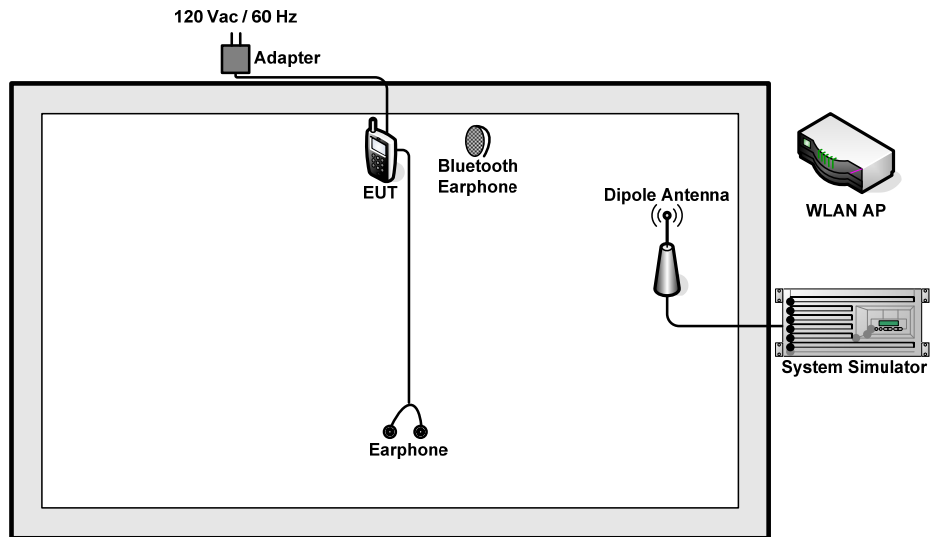 120 Vac / 60 Hz
Adapter
EUT
Bluetooth
Earphone
Dipole Antenna
WLAN AP
System Simulator
Earphone